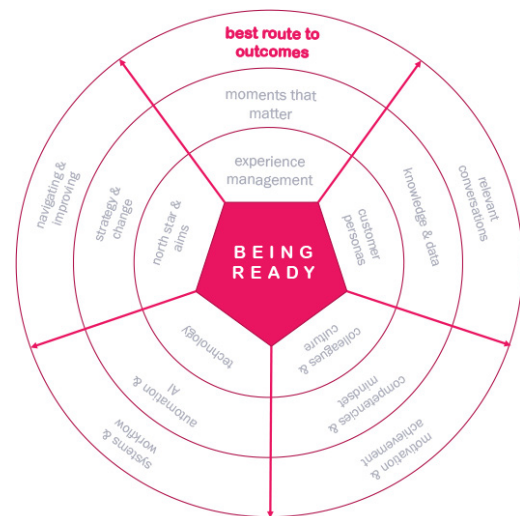 best route to
outcomes
moments that
matter
experience
management
navigating &
improving
strategy &
change
north star &
aims
customer
personas
knowledge & data
relevant
conversations
BEING
READY
technology
automation &
AI
systems &
workflow
colleagues &
culture
competencies &
mindset
motivation &
achievement